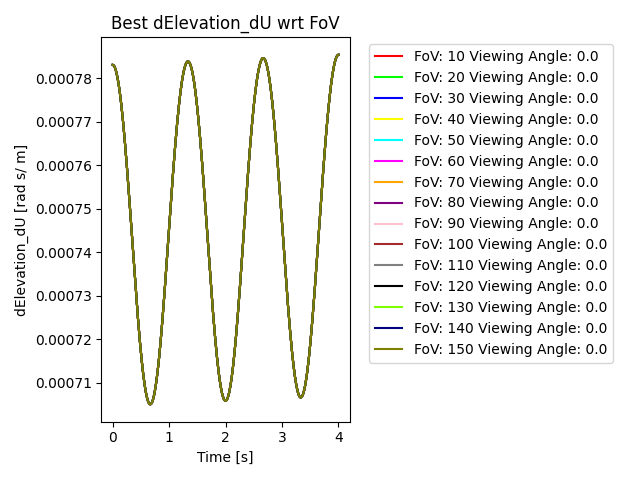 Best dElevation_dU wrt FoV
dElevation_dU [rad s/ m]
0.00078
0.00077
0.00076
0.00075
0.00074
0.00073
0.00072
0.00071
0
1
2
3
4
Time [s]
FoV: 10 Viewing Angle: 0.0
FoV: 20 Viewing Angle: 0.0
FoV: 30 Viewing Angle: 0.0
FoV: 40 Viewing Angle: 0.0
FoV: 50 Viewing Angle: 0.0
FoV: 60 Viewing Angle: 0.0
FoV: 70 Viewing Angle: 0.0
FoV: 80 Viewing Angle: 0.0
FoV: 90 Viewing Angle: 0.0
FoV: 100 Viewing Angle: 0.0
FoV: 110 Viewing Angle: 0.0
FoV: 120 Viewing Angle: 0.0
FoV: 130 Viewing Angle: 0.0
FoV: 140 Viewing Angle: 0.0
FoV: 150 Viewing Angle: 0.0